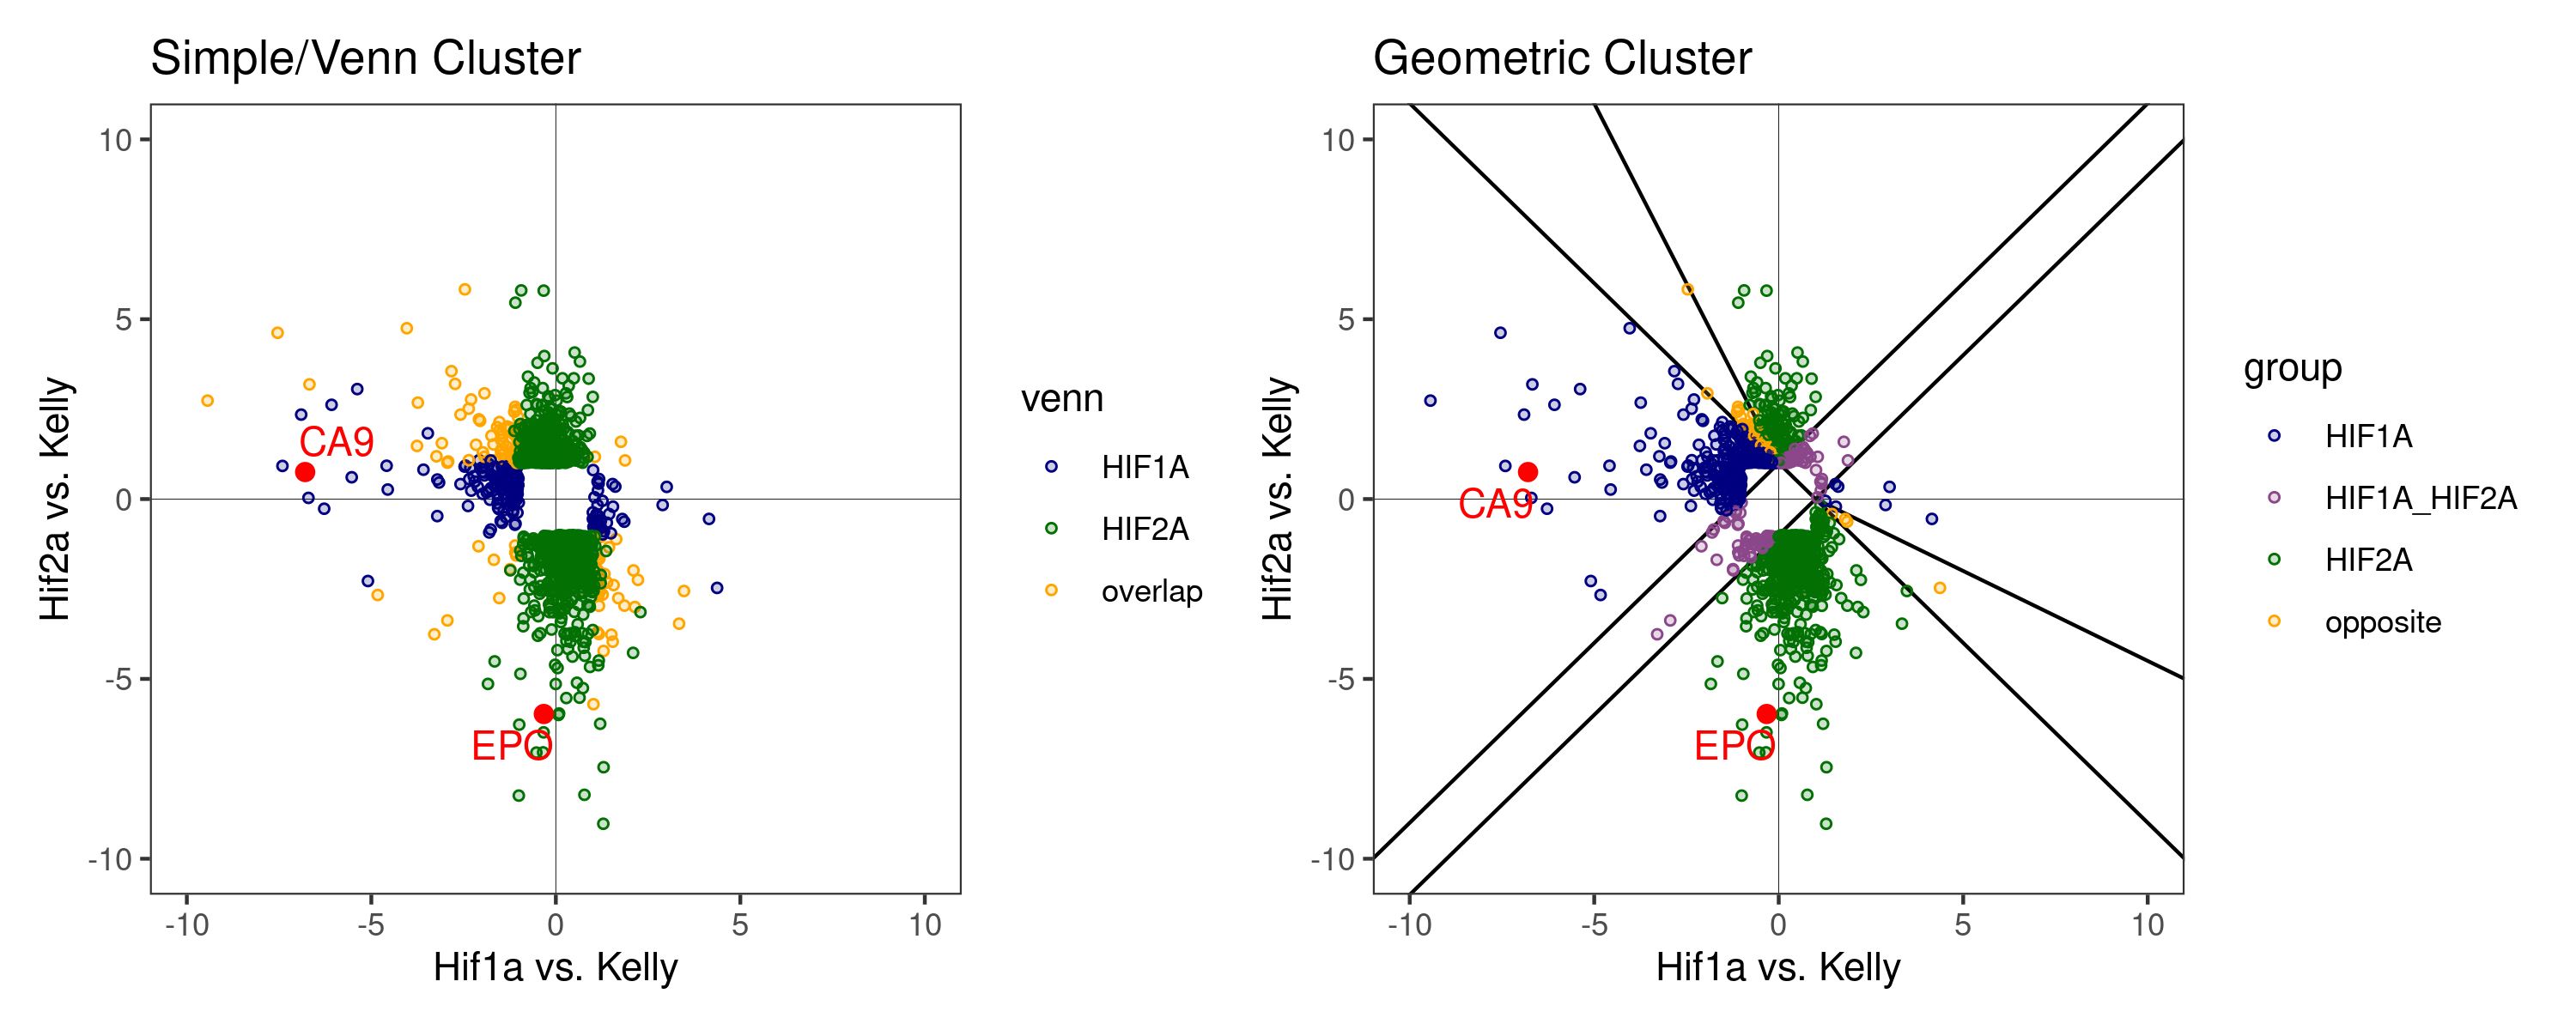 Simple/Venn Cluster
10
5
0
-5
-10
-10
-5
0
5
10
Hif2a vs. Kelly
Hif1a vs. Kelly
CA9
EPO
venn
HIF1A
HIF2A
overlap
Geometric Cluster
10
5
0
-5
-10
-10
-5
0
5
10
Hif2a vs. Kelly
Hif1a vs. Kelly
CA9
EPO
group
HIF1A
HIF1A_HIF2A
HIF2A
opposite